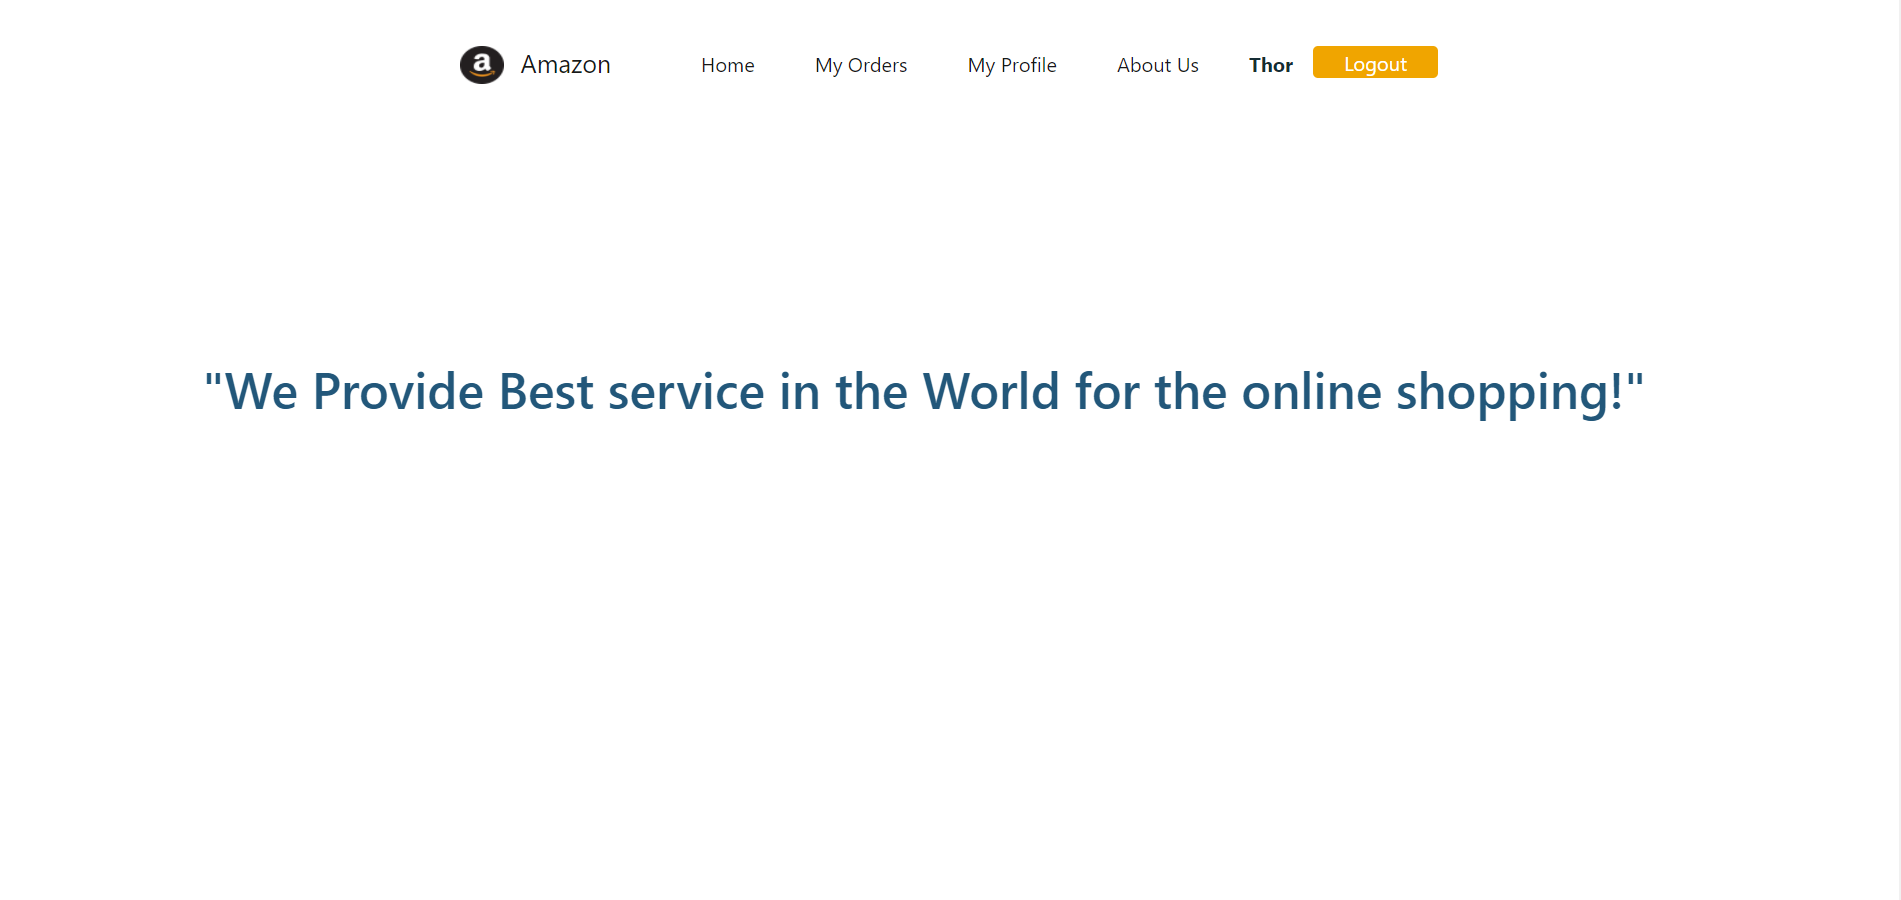 a Amazon Home My Orders My Profile About Us Thor Logout
"We Provide Best service in the World for the online shopping!"